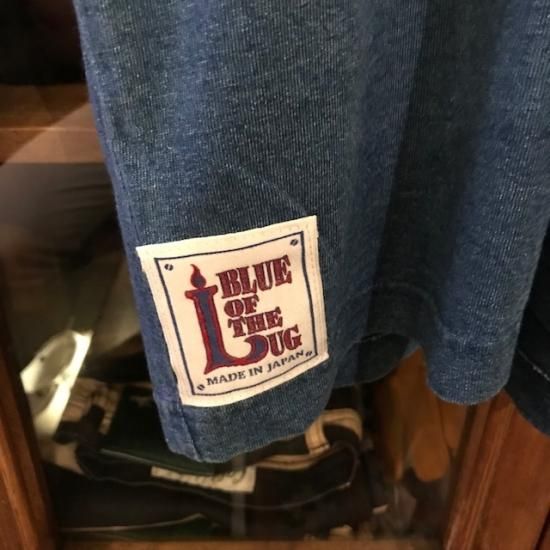 BLUE
OF
THE
LUG
MADE IN JAPAN